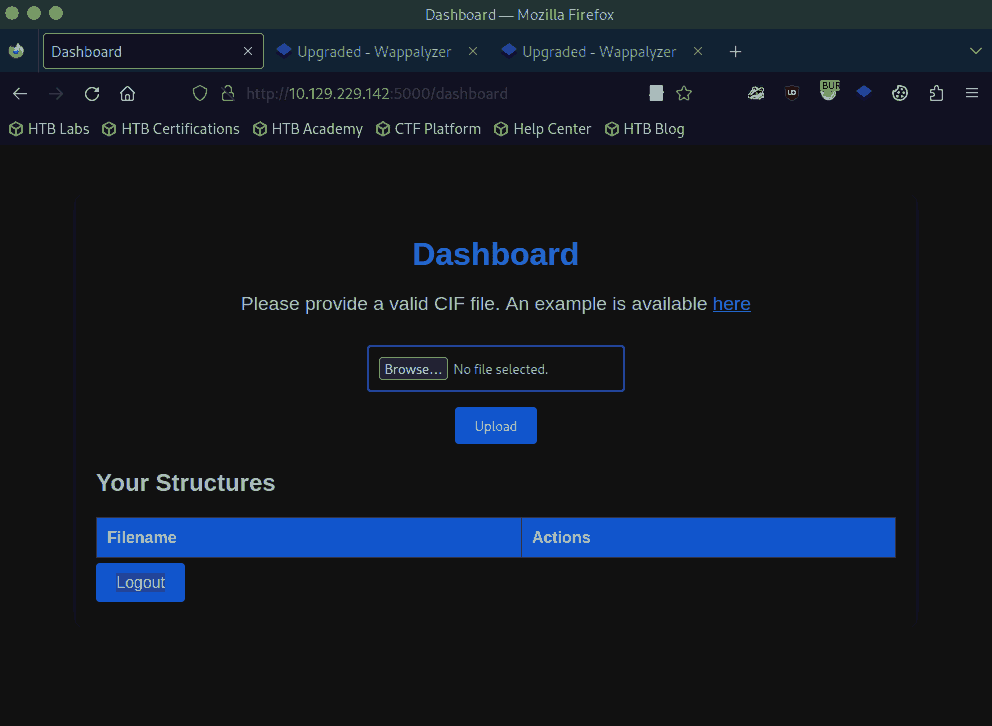 Dashboard — Mozilla Firefox
Dashboard Upgraded - Wappalyzer Upgraded - Wappalyzer
http://10.129.229.142:5000/dashboard
HTB Labs HTB Certifications HTB Academy CTF Platform Help Center HTB Blog
Dashboard
Please provide a valid CIF file. An example is available here
Browse... No file selected.
Upload
Your Structures
Filename Actions
Logout